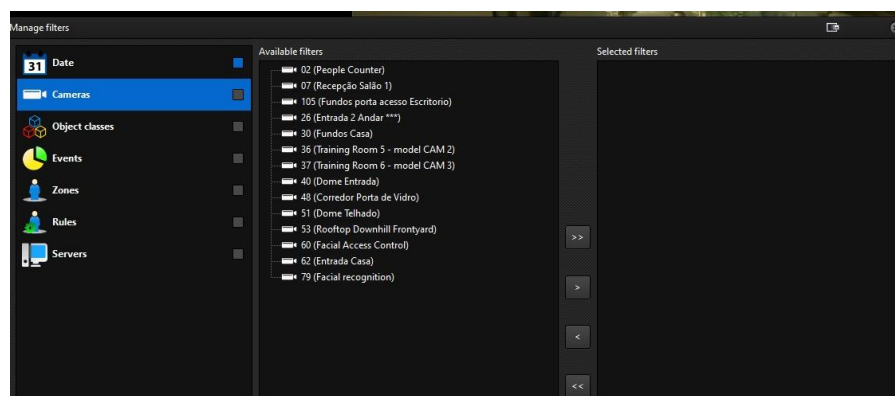 Manage filters
31
Date
Cameras
Object classes
Events
Zones
Rules
Servers
Available filters
02 (People Counter)
07 (Recepção Salão 1)
105 (Fundos porta acesso Escritorio)
26 (Entrada 2 Andar ***)
30 (Fundos Casa)
36 (Training Room 5 - model CAM 2)
37 (Training Room 6 - model CAM 3)
40 (Dome Entrada)
48 (Corredor Porta de Vidro)
51 (Dome Telhado)
53 (Rooftop Downhill Frontyard)
60 (Facial Access Control)
62 (Entrada Casa)
79 (Facial recognition)
>>
>
<
<<
Selected filters